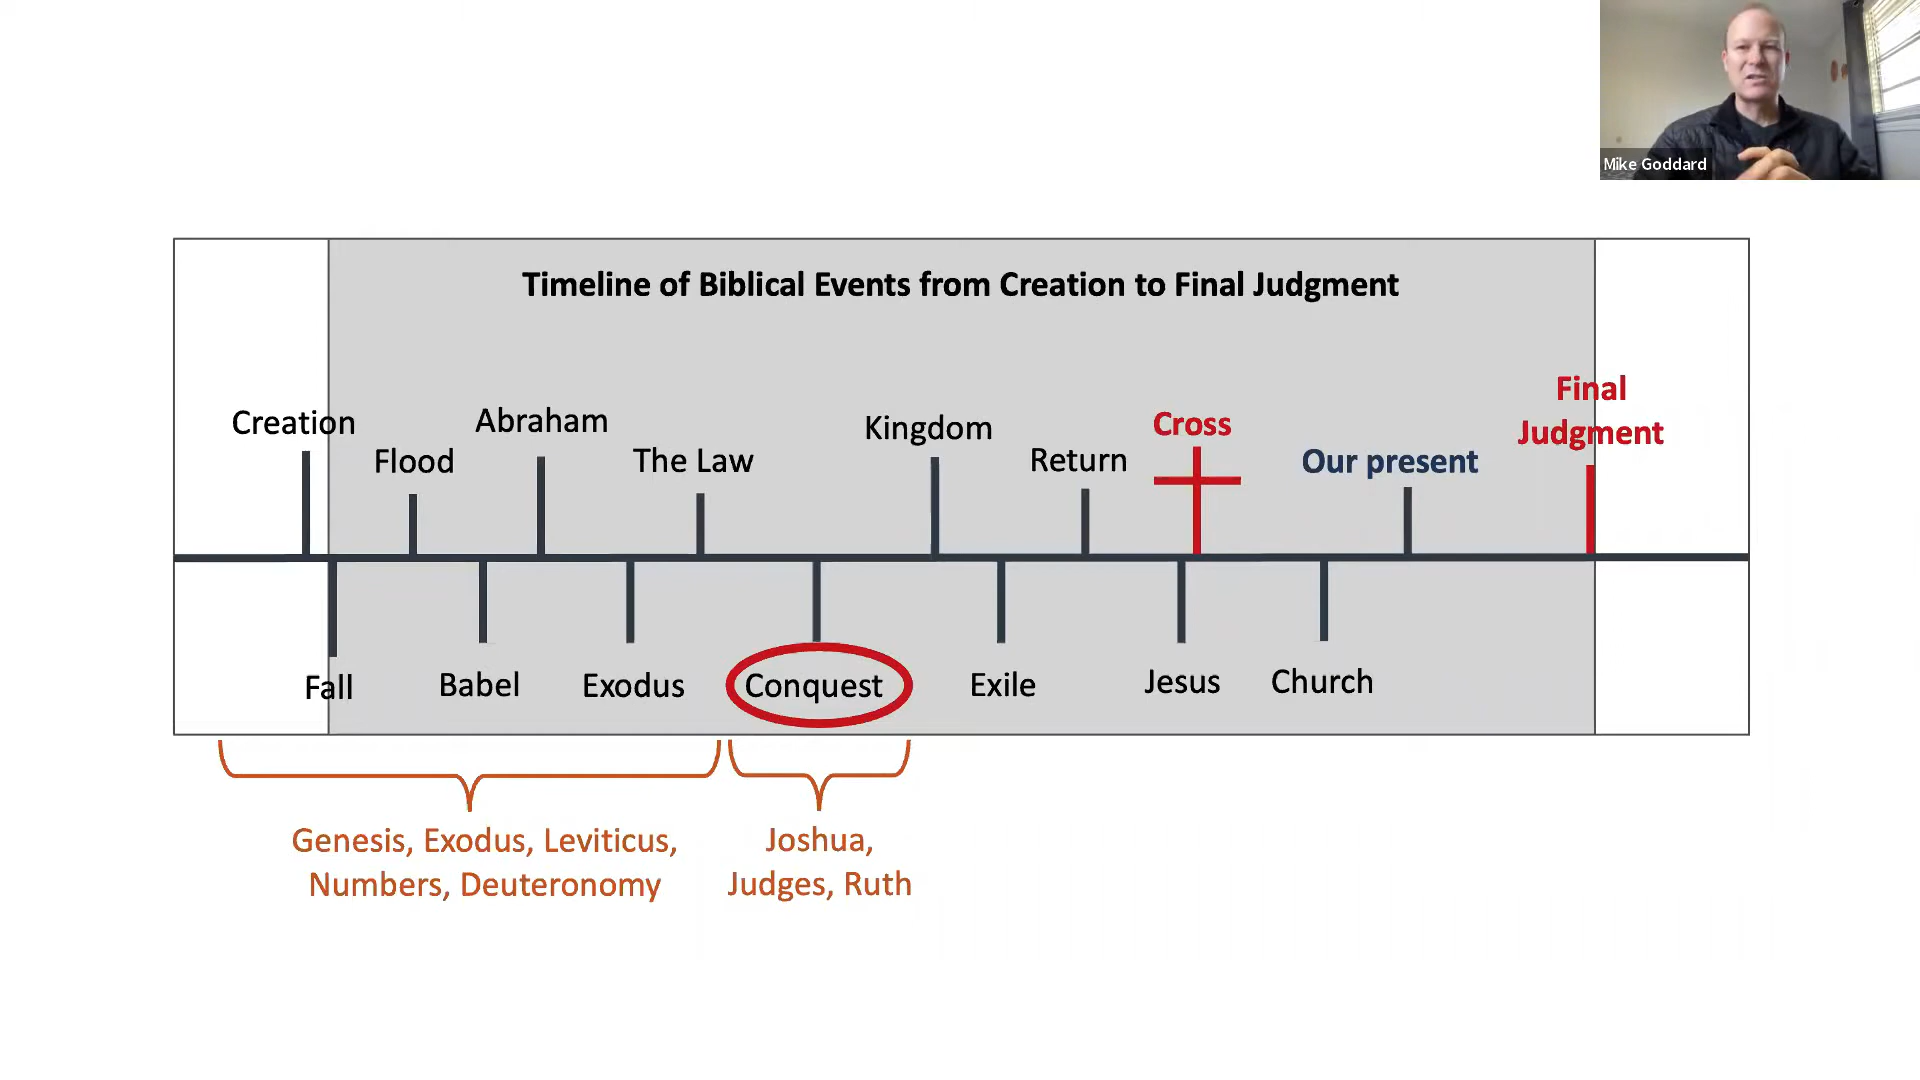 Mike Goddard
Timeline of Biblical Events from Creation to Final Judgment
Creation
Flood
Abraham
The Law
Kingdom
Return
Cross
Our present
Final
Judgment
Fall
Babel
Exodus
Conquest
Exile
Jesus
Church
Genesis, Exodus, Leviticus,
Numbers, Deuteronomy
Joshua,
Judges, Ruth